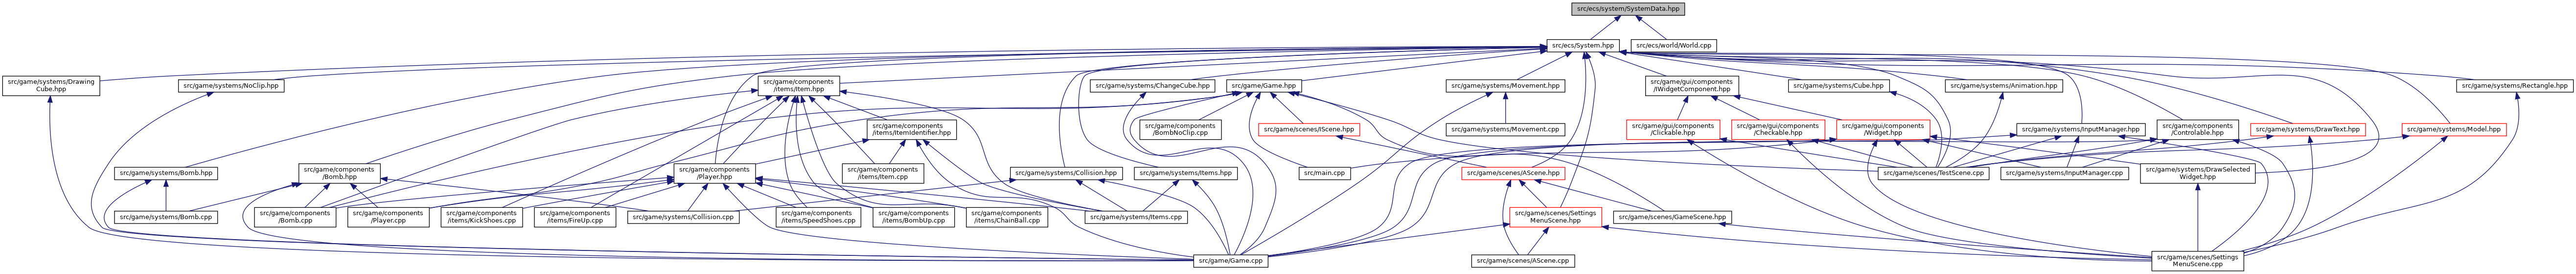 src/ecs/system/SystemData.hpp
src/ecs/System.hpp
src/ecs/world/World.cpp
src/game/systems/Drawing
Cube.hpp
src/game/systems/NoClip.hpp
src/game/components
/items/Item.hpp
src/game/systems/ChangeCube.hpp
src/game/Game.hpp
src/game/systems/Movement.hpp
src/game/gui/components
/IWidgetComponent.hpp
src/game/systems/Cube.hpp
src/game/systems/Animation.hpp
src/game/systems/Rectangle.hpp
src/game/components
/items/ItemIdentifier.hpp
src/game/components
/BombNoClip.cpp
src/game/scenes/IScene.hpp
src/game/systems/Movement.cpp
src/game/gui/components
/Clickable.hpp
src/game/gui/components
/Checkable.hpp
src/game/gui/components
/Widget.hpp
src/game/systems/InputManager.hpp
src/game/components
/Controlable.hpp
src/game/systems/DrawText.hpp
src/game/systems/Model.hpp
src/game/systems/Bomb.hpp
src/game/components
/Bomb.hpp
src/game/components
/Player.hpp
src/game/components
/items/Item.cpp
src/game/systems/Collision.hpp
src/game/systems/Items.hpp
src/main.cpp
src/game/scenes/AScene.hpp
src/game/scenes/TestScene.cpp
src/game/systems/InputManager.cpp
src/game/systems/DrawSelected
Widget.hpp
src/game/systems/Bomb.cpp
src/game/components
/Bomb.cpp
src/game/components
/Player.cpp
src/game/components
/items/KickShoes.cpp
src/game/components
/items/FireUp.cpp
src/game/systems/Collision.cpp
src/game/components
/items/SpeedShoes.cpp
src/game/components
/items/BombUp.cpp
src/game/components
/items/ChainBall.cpp
src/game/systems/Items.cpp
src/game/scenes/Settings
MenuScene.hpp
src/game/scenes/GameScene.hpp
src/game/Game.cpp
src/game/scenes/AScene.cpp
src/game/scenes/Settings
MenuScene.cpp